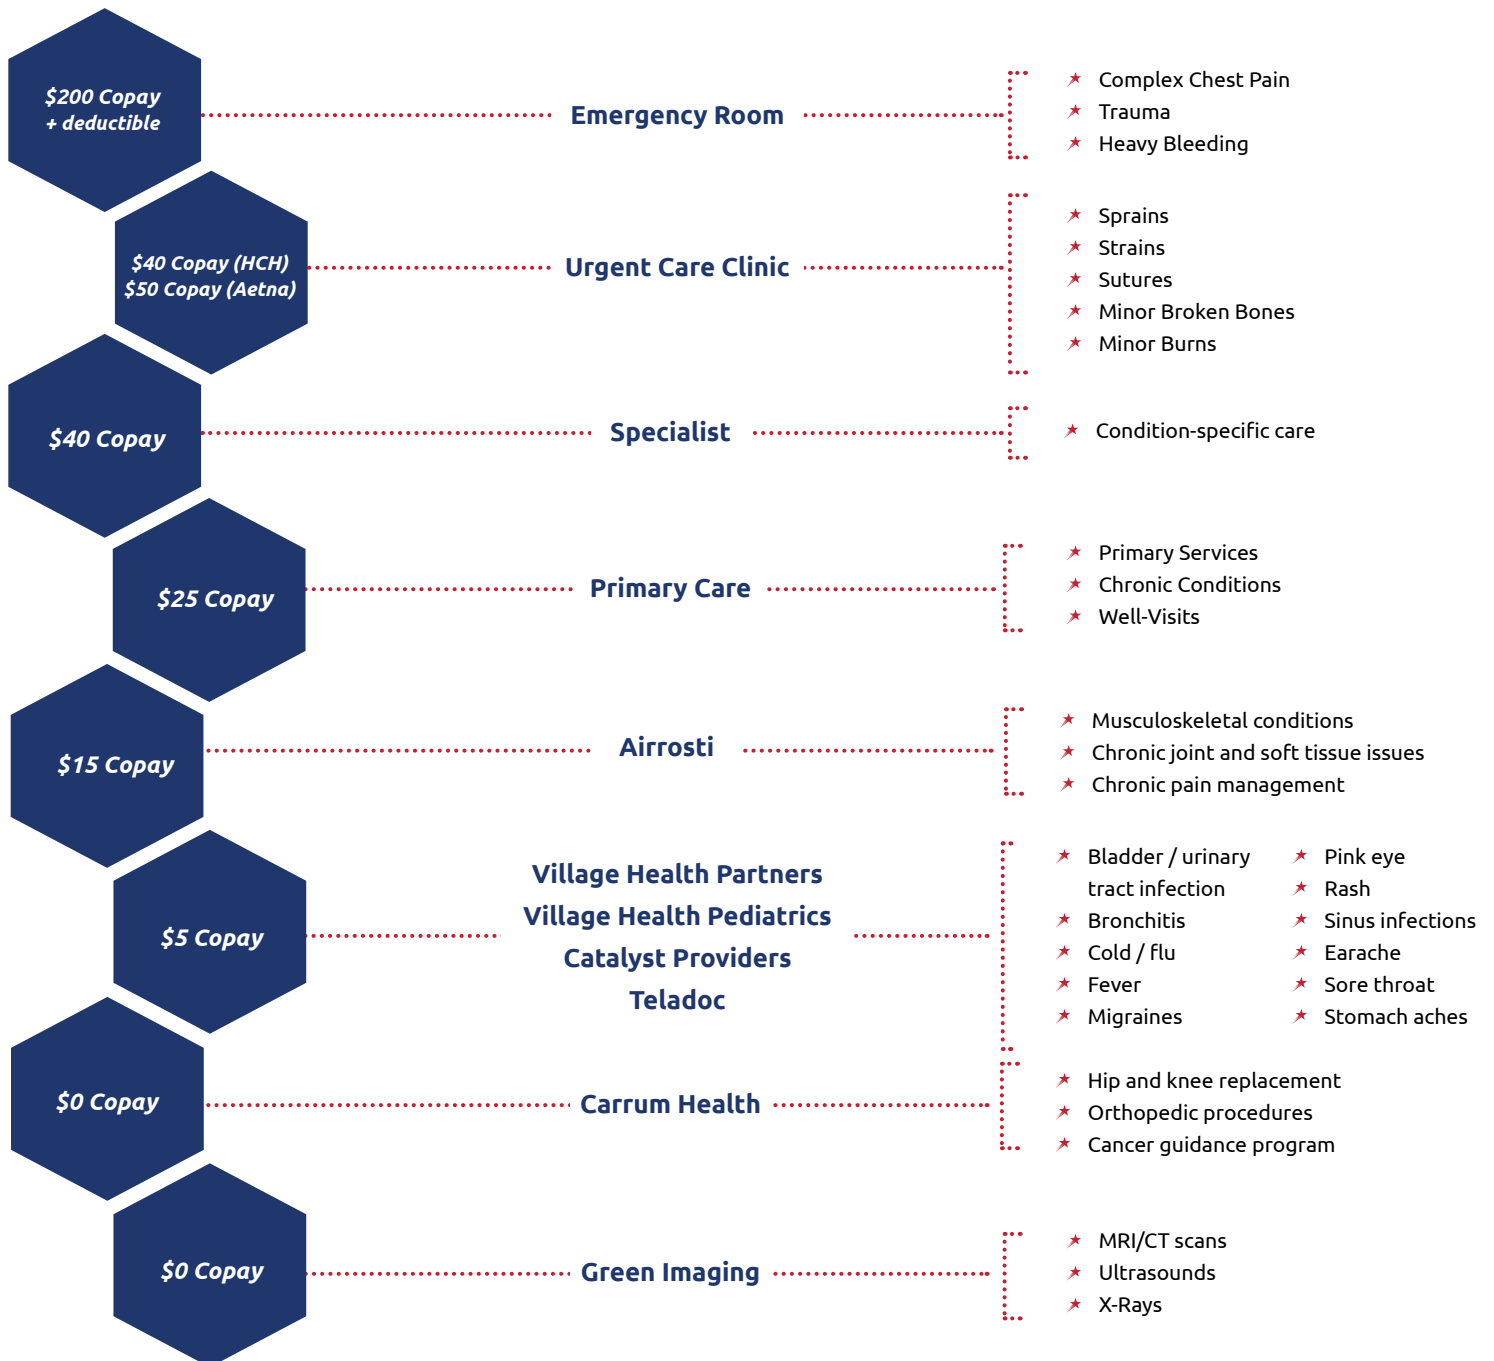 $200 Copay
+ deductible
Emergency Room
Complex Chest Pain
Trauma
Heavy Bleeding
$40 Copay (HCH)
$50 Copay (Aetna)
Urgent Care Clinic
Sprains
Strains
Sutures
Minor Broken Bones
Minor Burns
$40 Copay
Specialist
Condition-specific care
$25 Copay
Primary Care
Primary Services
Chronic Conditions
Well-Visits
$15 Copay
Airrosti
Musculoskeletal conditions
Chronic joint and soft tissue issues
Chronic pain management
$5 Copay
Village Health Partners
Village Health Pediatrics
Catalyst Providers
Teladoc
Bladder / urinary
tract infection
Bronchitis
Cold / flu
Fever
Migraines
Pink eye
Rash
Sinus infections
Earache
Sore throat
Stomach aches
$0 Copay
Carrum Health
Hip and knee replacement
Orthopedic procedures
Cancer guidance program
$0 Copay
Green Imaging
MRI/CT scans
Ultrasounds
X-Rays